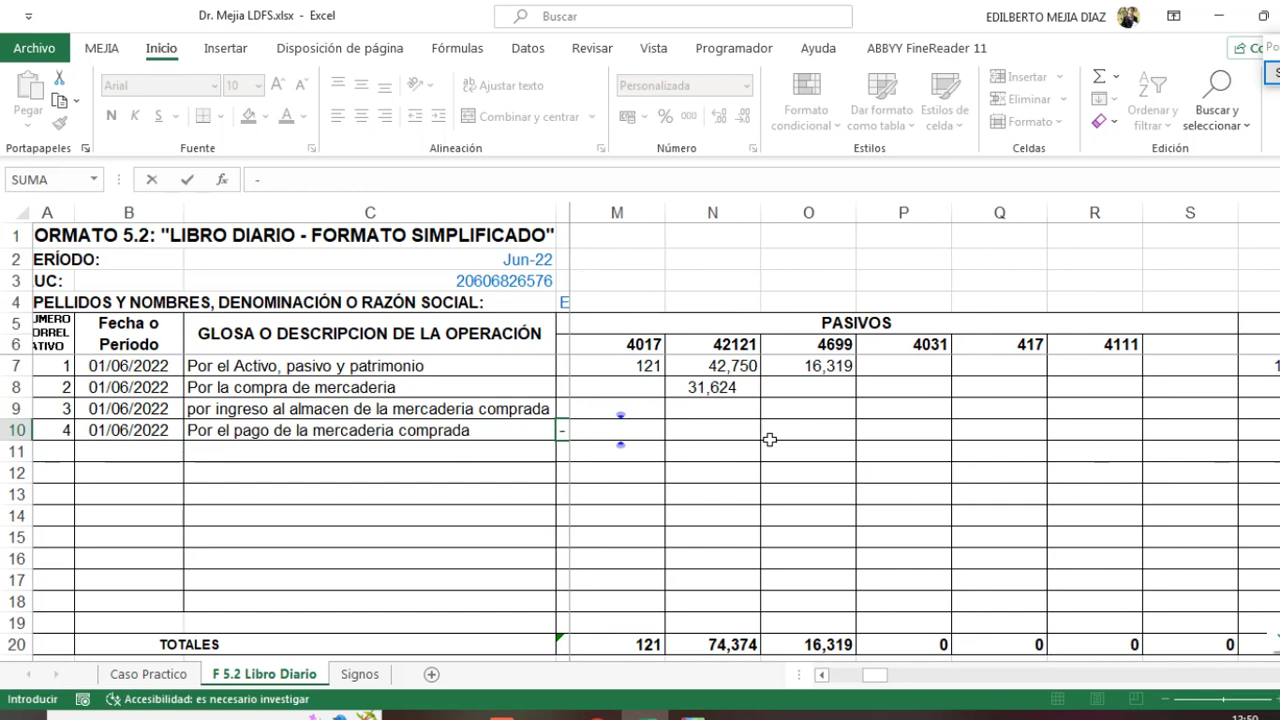 Dr. Mejia LDFS.xlsx - Excel
Buscar
EDILBERTO MEJIA DIAZ
Archivo MEJIA Inicio Insertar Disposición de página Fórmulas Datos Revisar Vista Programador Ayuda ABBYY FineReader 11
Pegar
Arial 10
Ajustar texto
Personalizada
Formato condicional
Dar formato como tabla
Estilos de celda
Insertar
Eliminar
Formato
Ordenar y filtrar
Buscar y seleccionar
N K S
Combinar y centrar
% 000
Portapapeles Fuente Alineación Número Estilos Celdas Edición
SUMA fx -
A B C M N O P Q R S
1 ORMATO 5.2: "LIBRO DIARIO - FORMATO SIMPLIFICADO"
2 ERÍODO: Jun-22
3 UC: 20606826576
4 PELLIDOS Y NOMBRES, DENOMINACIÓN O RAZÓN SOCIAL: E
5 UMERO ORREL ATIVO Fecha o Periodo GLOSA O DESCRIPCION DE LA OPERACIÓN PASIVOS
6 4017 42121 4699 4031 417 4111
7 1 01/06/2022 Por el Activo, pasivo y patrimonio 121 42,750 16,319 1
8 2 01/06/2022 Por la compra de mercaderia 31,624
9 3 01/06/2022 por ingreso al almacen de la mercaderia comprada
10 4 01/06/2022 Por el pago de la mercaderia comprada -
11
12
13
14
15
16
17
18
19
20 TOTALES 121 74,374 16,319 0 0 0 0
Caso Practico F 5.2 Libro Diario Signos
Introducir Accesibilidad: es necesario investigar